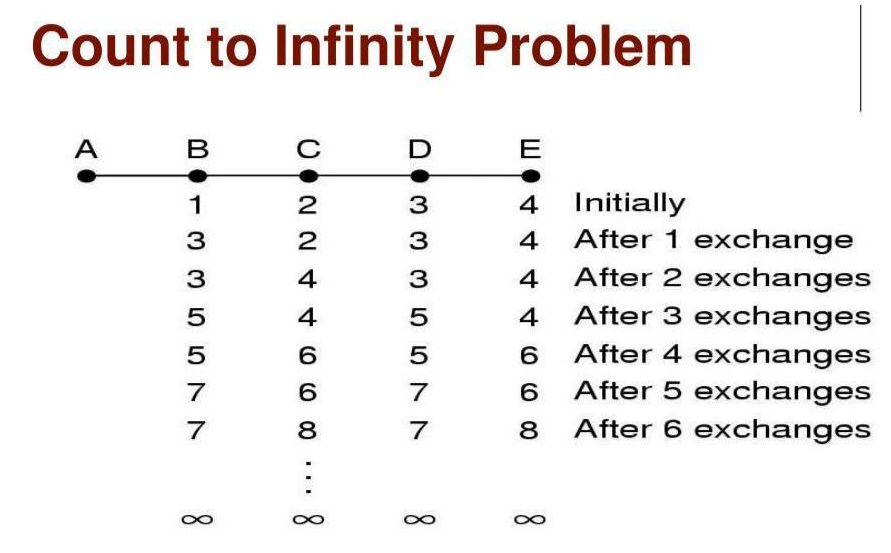 Count to Infinity Problem
A B C D E
1 2 3 4 Initially
3 2 3 4 After 1 exchange
3 4 3 4 After 2 exchanges
5 4 5 4 After 3 exchanges
5 6 5 6 After 4 exchanges
7 6 7 6 After 5 exchanges
7 8 7 8 After 6 exchanges
⋮
∞ ∞ ∞ ∞